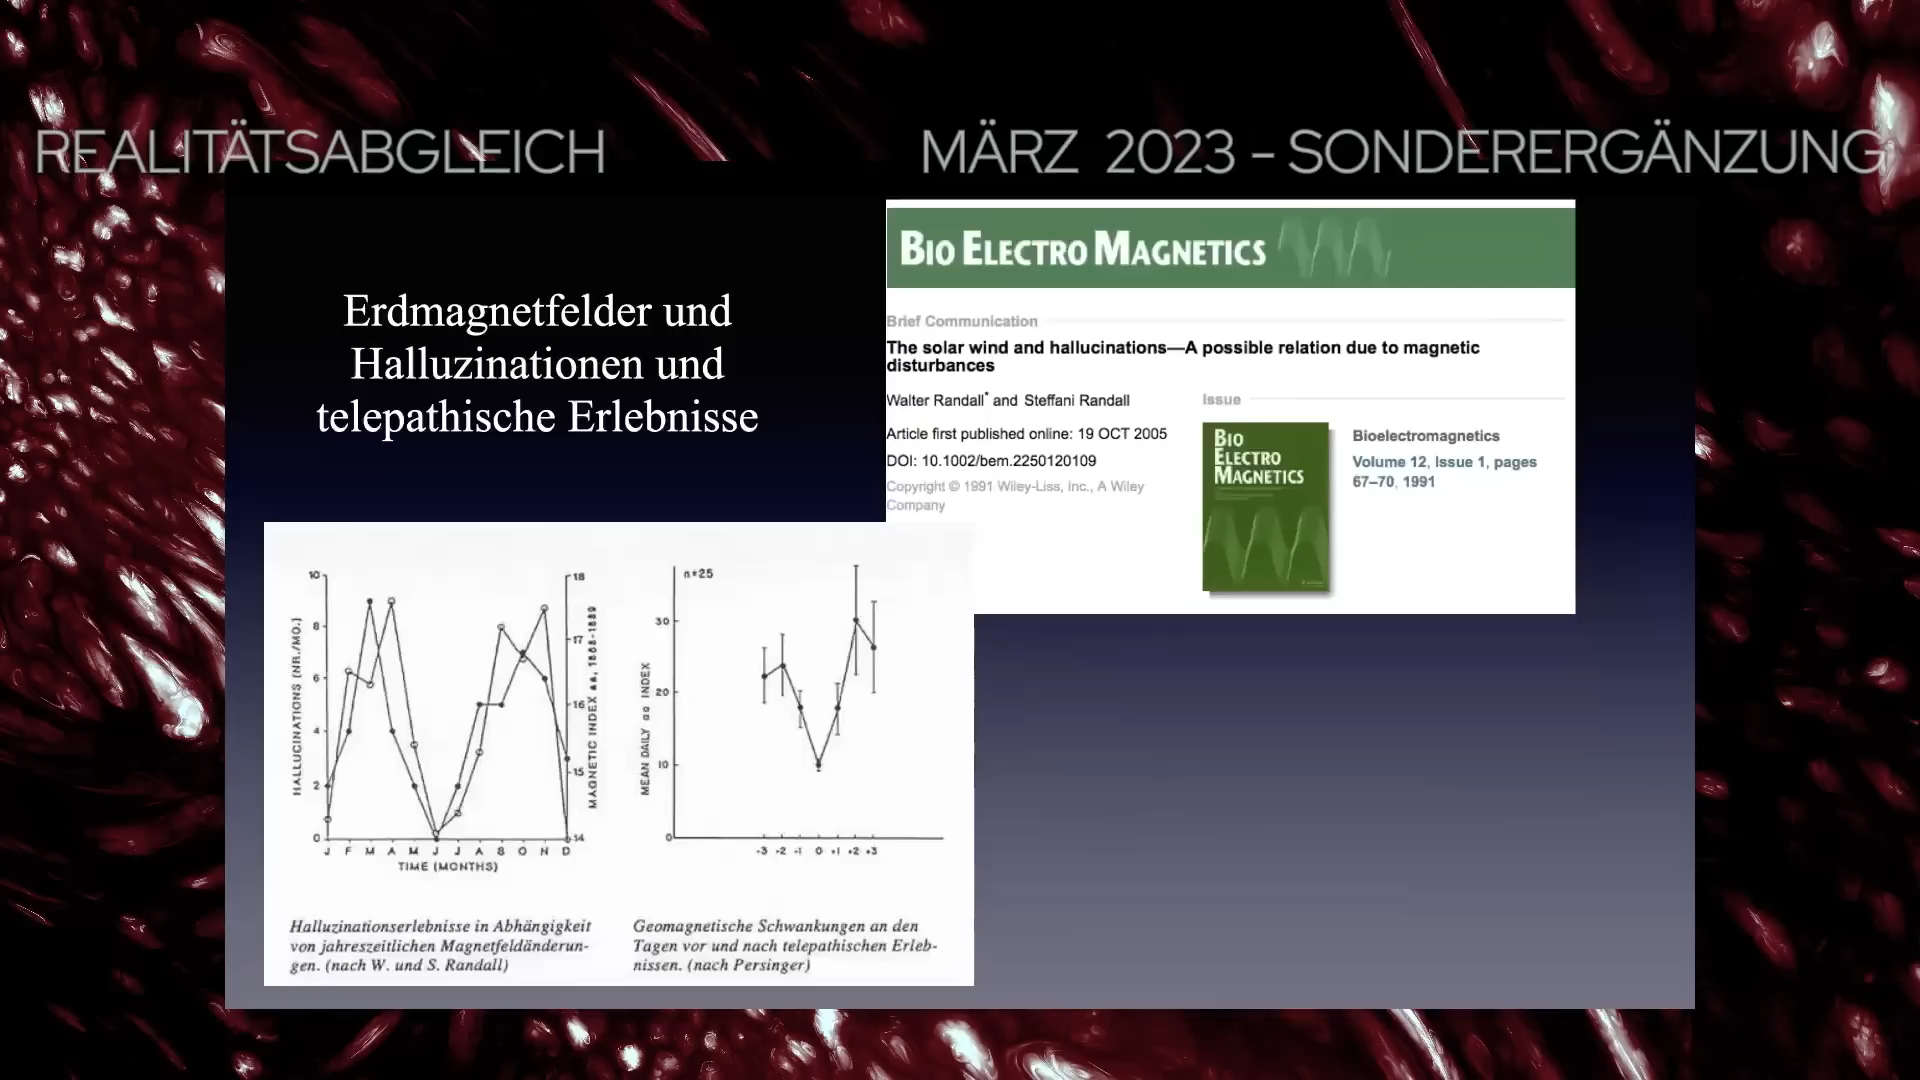 REALITÄTSABGLEICH
MÄRZ 2023 – SONDERERGÄNZUNG
Erdmagnetfelder und
Halluzinationen und
telepathische Erlebnisse
BIO ELECTRO MAGNETICS
Brief Communication
The solar wind and hallucinations—A possible relation due to magnetic
disturbances
Walter Randall* and Steffani Randall
Article first published online: 19 OCT 2005
DOI: 10.1002/bem.2250120109
Copyright © 1991 Wiley-Liss, Inc., A Wiley
Company
Issue
BIO
ELECTRO
MAGNETICS
Bioelectromagnetics
Volume 12, Issue 1, pages
67–70, 1991
HALLUCINATIONS (NR./MO.)
10
8
6
4
2
0
J F M A M J J A S O N D
TIME (MONTHS)
18
17
16
15
14
MAGNETIC INDEX aa, 1868-1889
Halluzinationserlebnisse in Abhängigkeit
von jahreszeitlichen Magnetfeldänderun-
gen. (nach W. und S. Randall)
n=25
MEAN DAILY aa INDEX
30
20
10
0
-3 -2 -1 0 +1 +2 +3
Geomagnetische Schwankungen an den
Tagen vor und nach telepathischen Erleb-
nissen. (nach Persinger)